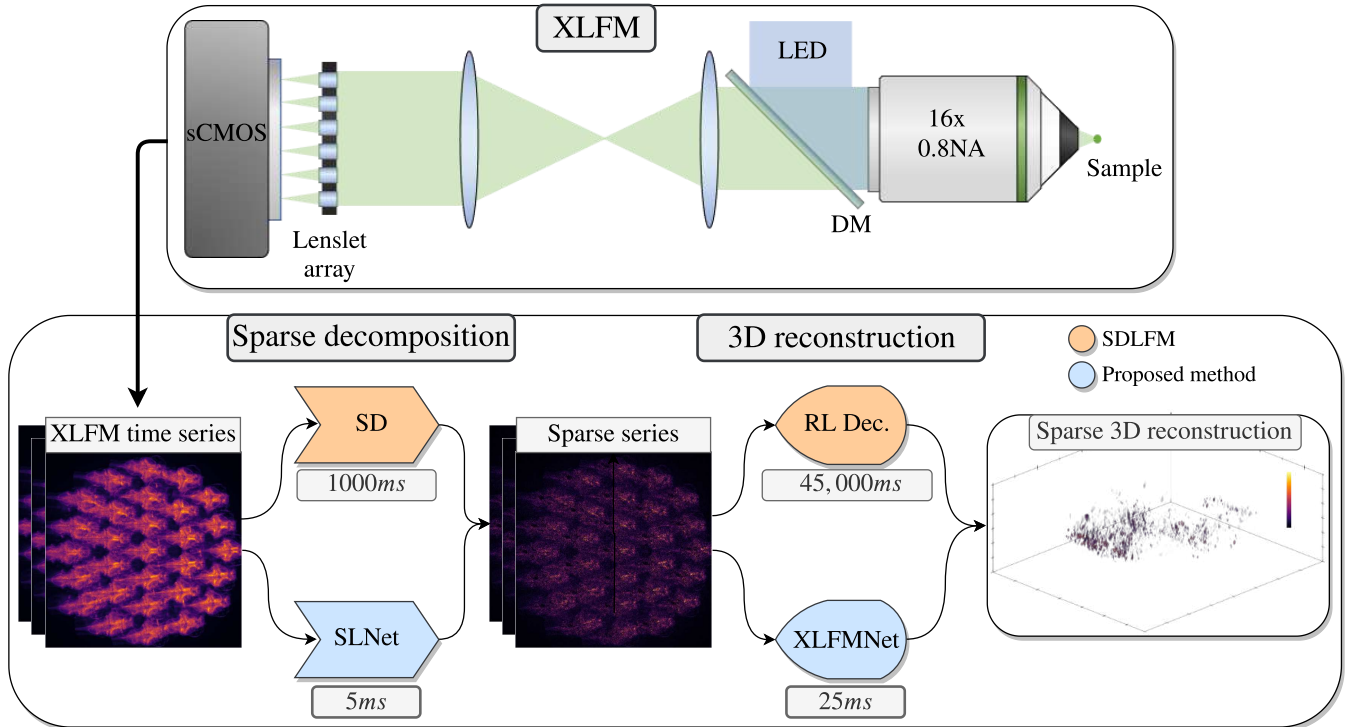 XLFM
LED
sCMOS
16x
0.8NA
Sample
DM
Lenslet
array
Sparse decomposition
3D reconstruction
SDLFM
Proposed method
XLFM time series
SD
1000ms
Sparse series
RL Dec.
45,000ms
Sparse 3D reconstruction
SLNet
5ms
XLFMNet
25ms